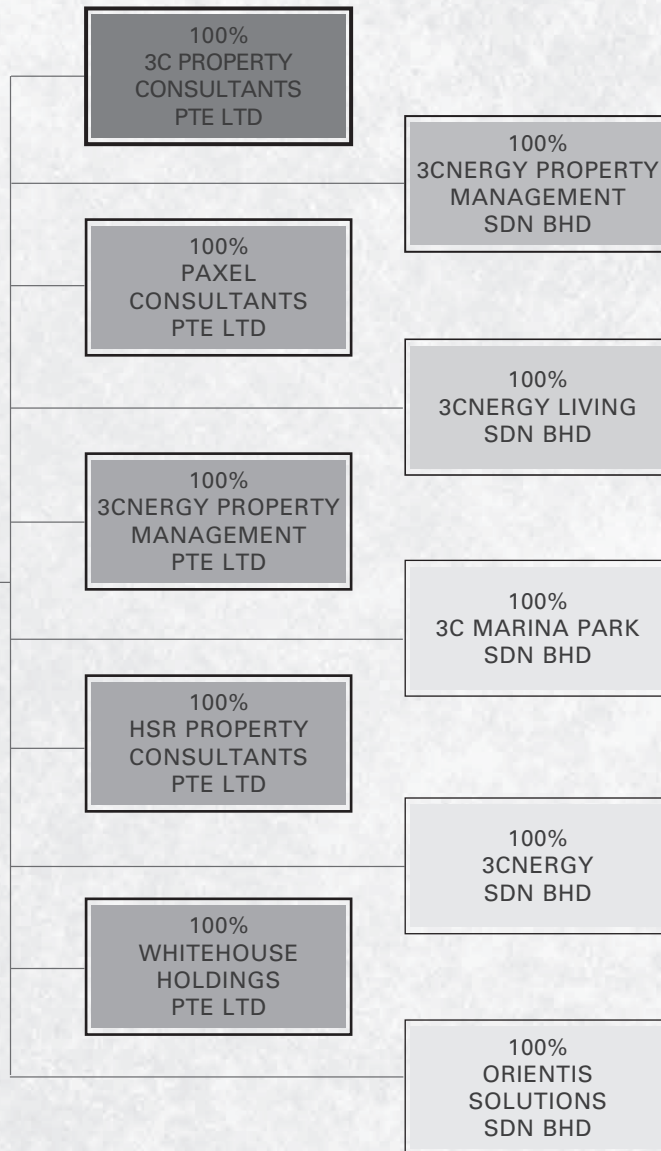 100%
3C PROPERTY
CONSULTANTS
PTE LTD
100%
3CNERGY PROPERTY
MANAGEMENT
SDN BHD
100%
PAXEL
CONSULTANTS
PTE LTD
100%
3CNERGY LIVING
SDN BHD
100%
3CNERGY PROPERTY
MANAGEMENT
PTE LTD
100%
3C MARINA PARK
SDN BHD
100%
HSR PROPERTY
CONSULTANTS
PTE LTD
100%
3CNERGY
SDN BHD
100%
WHITEHOUSE
HOLDINGS
PTE LTD
100%
ORIENTIS
SOLUTIONS
SDN BHD